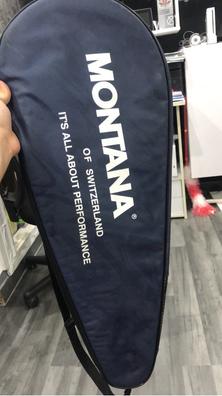 MONTANA®
OF SWITZERLAND
IT'S ALL ABOUT PERFORMANCE